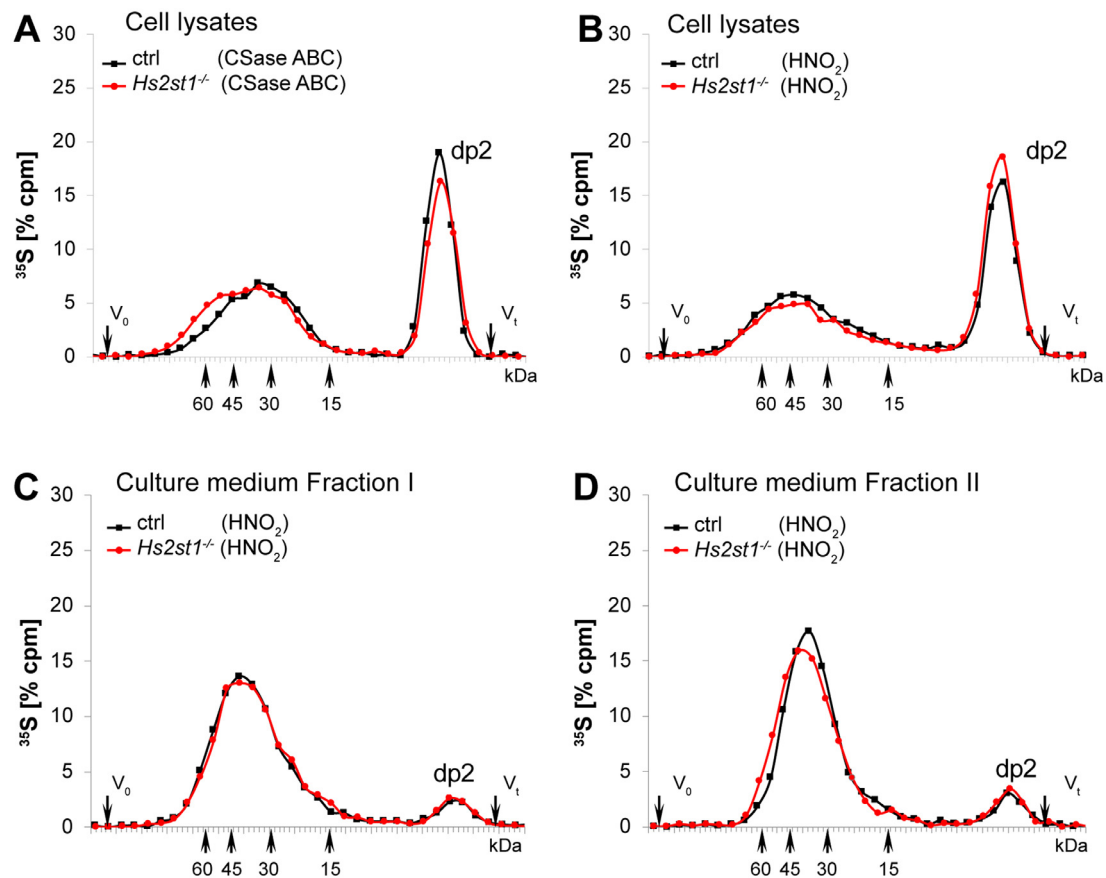 A Cell lysates
30
25
20
15
10
5
0
³⁵S [% cpm]
ctrl (CSase ABC)
Hs2st1⁻/⁻ (CSase ABC)
dp2
V₀
Vₜ
kDa
60 45 30 15
B Cell lysates
30
25
20
15
10
5
0
³⁵S [% cpm]
ctrl (HNO₂)
Hs2st1⁻/⁻ (HNO₂)
dp2
V₀
Vₜ
kDa
60 45 30 15
C Culture medium Fraction I
30
25
20
15
10
5
0
³⁵S [% cpm]
ctrl (HNO₂)
Hs2st1⁻/⁻ (HNO₂)
dp2
V₀
Vₜ
kDa
60 45 30 15
D Culture medium Fraction II
30
25
20
15
10
5
0
³⁵S [% cpm]
ctrl (HNO₂)
Hs2st1⁻/⁻ (HNO₂)
dp2
V₀
Vₜ
kDa
60 45 30 15